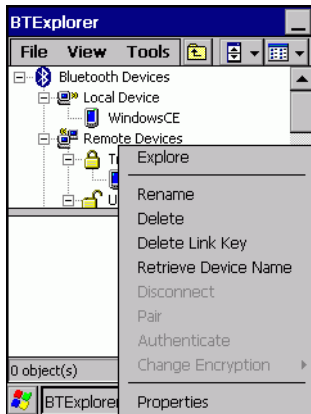 BTExplorer
File View Tools
Bluetooth Devices
Local Device
WindowsCE
Remote Devices
Explore
Rename
Delete
Delete Link Key
Retrieve Device Name
Disconnect
Pair
Authenticate
Change Encryption
Properties
0 object(s)
BTExplore